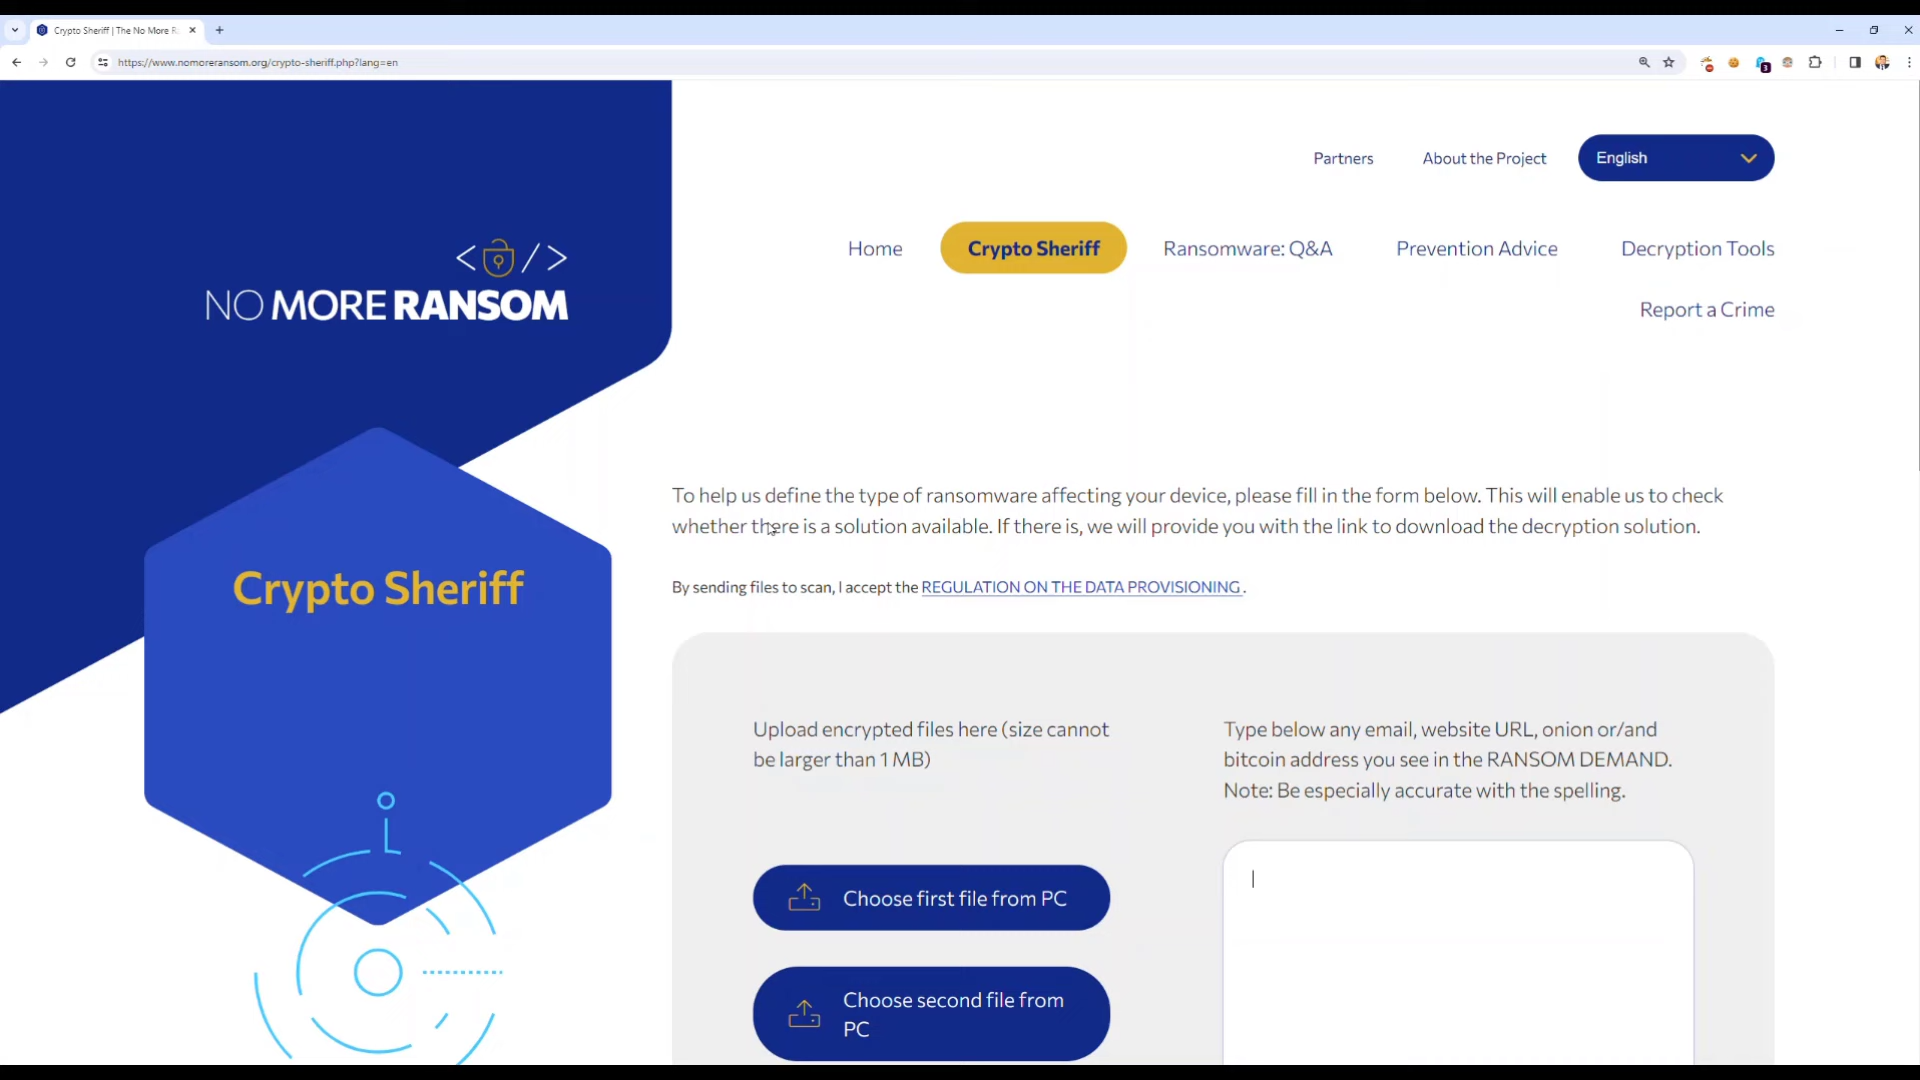 Crypto Sheriff | The No More R
https://www.nomoreransom.org/crypto-sheriff.php?lang=en
3
Partners
About the Project
English
NO MORE RANSOM
Home
Crypto Sheriff
Ransomware: Q&A
Prevention Advice
Decryption Tools
Report a Crime
To help us define the type of ransomware affecting your device, please fill in the form below. This will enable us to check
whether there is a solution available. If there is, we will provide you with the link to download the decryption solution.
By sending files to scan, I accept the REGULATION ON THE DATA PROVISIONING.
Crypto Sheriff
Upload encrypted files here (size cannot
be larger than 1 MB)
Type below any email, website URL, onion or/and
bitcoin address you see in the RANSOM DEMAND.
Note: Be especially accurate with the spelling.
Choose first file from PC
Choose second file from
PC